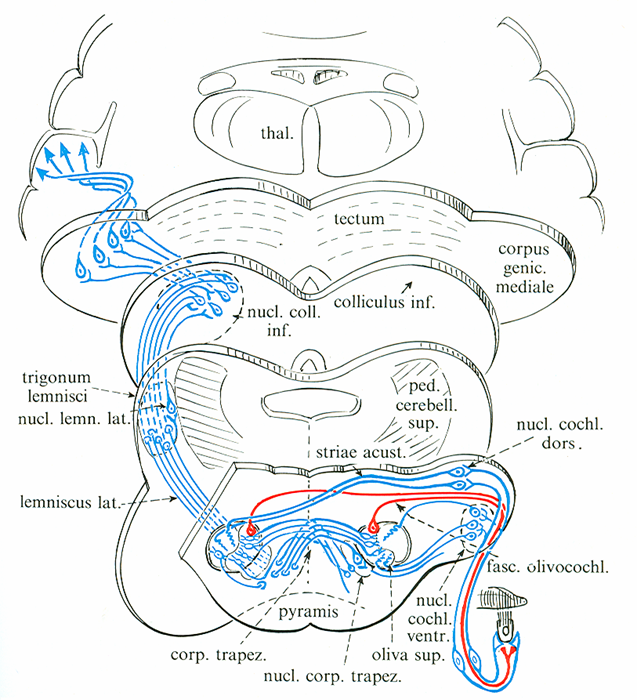 thal.
tectum
corpus
genic.
mediale
colliculus inf.
nucl. coll.
inf.
trigonum
lemnisci
nucl. lemn. lat.
ped.
cerebell.
sup.
nucl. cochl.
dors.
striae acust.
lemniscus lat.
fasc. olivocochl.
pyramis
nucl.
cochl.
ventr.
corp. trapez.
oliva sup.
nucl. corp. trapez.